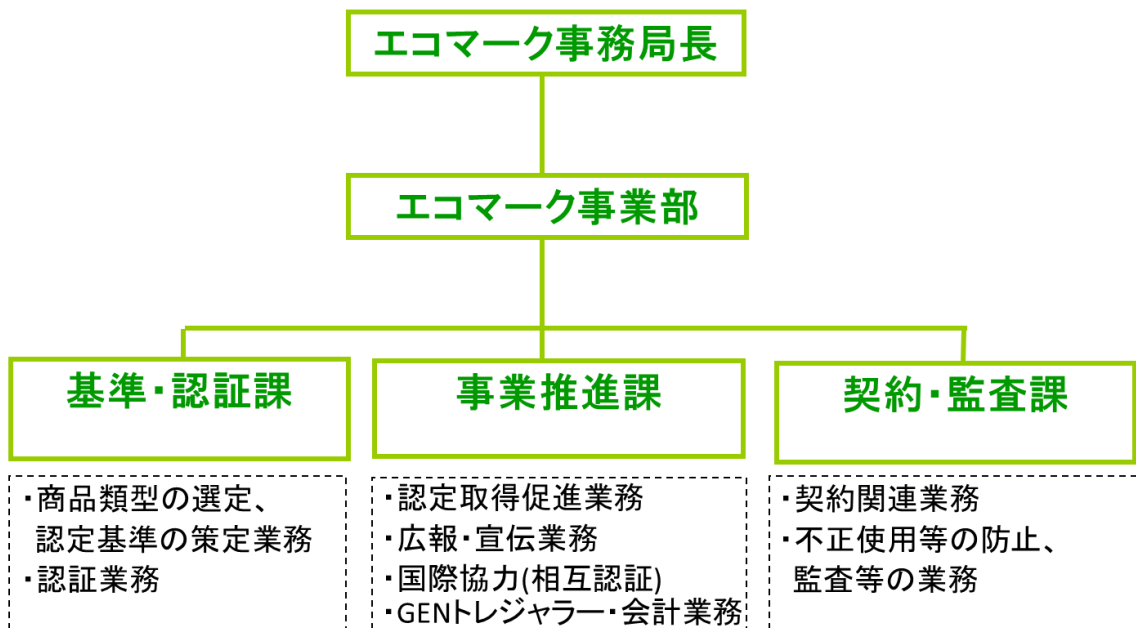 エコマーク事務局長
エコマーク事業部
基準・認証課
事業推進課
契約・監査課
・商品類型の選定、
認定基準の策定業務
・認証業務
・認定取得促進業務
・広報・宣伝業務
・国際協力(相互認証)
・GENトレジャラー・会計業務
・契約関連業務
・不正使用等の防止、
監査等の業務